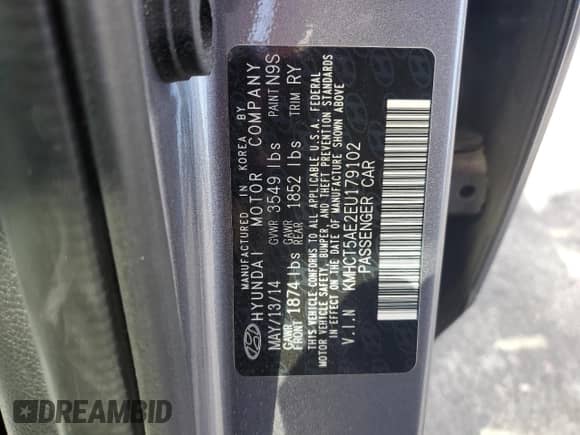 MANUFACTURED IN KOREA BY
HYUNDAI MOTOR COMPANY
MAY/13/14 GVWR 3549 lbs PAINT N9S
GAWR FRONT 1874 lbs GAWR REAR 1852 lbs TRIM RY
THIS VEHICLE CONFORMS TO ALL APPLICABLE U.S.A. FEDERAL
MOTOR VEHICLE SAFETY, BUMPER, AND THEFT PREVENTION STANDARDS
IN EFFECT ON THE DATE OF MANUFACTURE SHOWN ABOVE
V.I.N KMHCT5AE2EU179102
PASSENGER CAR
DREAMBID